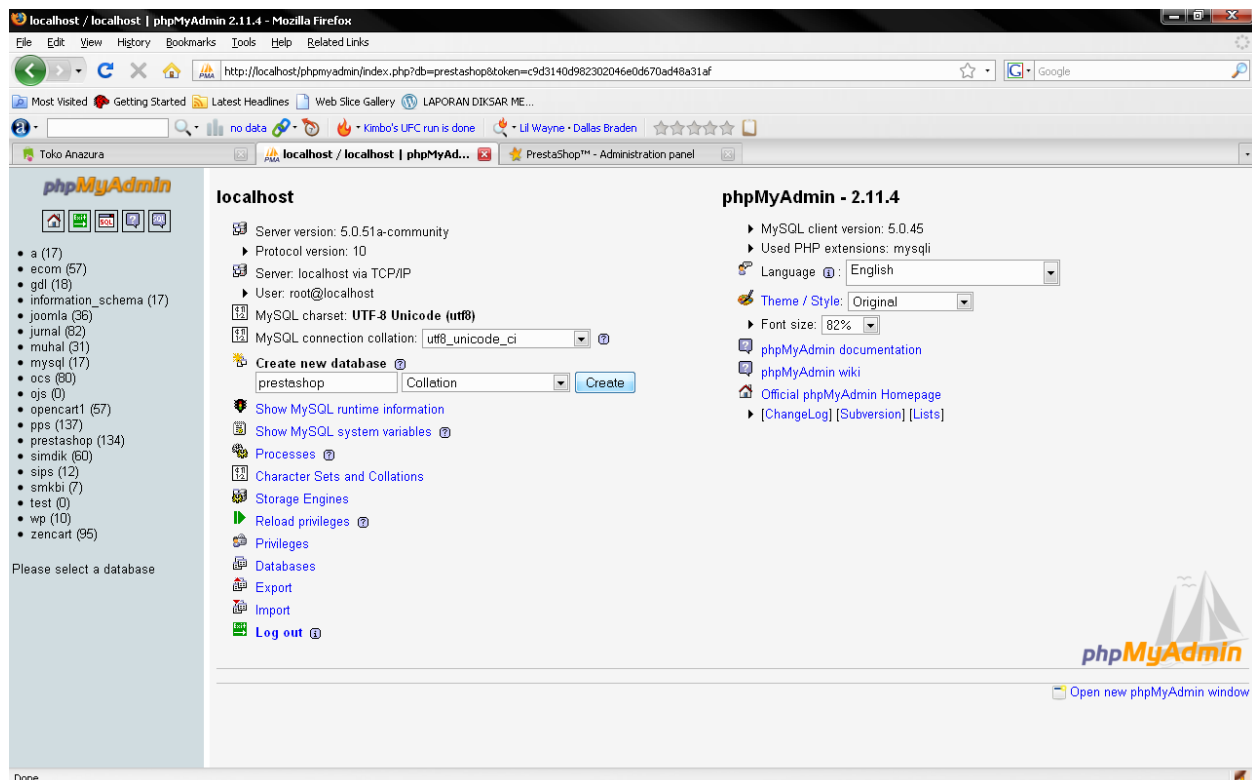 localhost / localhost | phpMyAdmin 2.11.4 - Mozilla Firefox
File Edit View History Bookmarks Tools Help Related Links
http://localhost/phpmyadmin/index.php?db=prestashop&token=c9d3140d982302046e0d670ad48a31af
Google
Most Visited Getting Started Latest Headlines Web Slice Gallery LAPORAN DIKSAR ME...
no data Kimbo's UFC run is done Lil Wayne • Dallas Braden
Toko Anazura localhost / localhost | phpMyAd... PrestaShop™ - Administration panel
phpMyAdmin
a (17)
ecom (57)
gdl (18)
information_schema (17)
joomla (36)
jurnal (82)
muhal (31)
mysql (17)
ocs (80)
ojs (0)
opencart1 (57)
pps (137)
prestashop (134)
simdik (60)
sips (12)
smkbi (7)
test (0)
wp (10)
zencart (95)
Please select a database
localhost
Server version: 5.0.51a-community
Protocol version: 10
Server: localhost via TCP/IP
User: root@localhost
MySQL charset: UTF-8 Unicode (utf8)
MySQL connection collation: utf8_unicode_ci
Create new database
prestashop Collation Create
Show MySQL runtime information
Show MySQL system variables
Processes
Character Sets and Collations
Storage Engines
Reload privileges
Privileges
Databases
Export
Import
Log out
phpMyAdmin - 2.11.4
MySQL client version: 5.0.45
Used PHP extensions: mysqli
Language : English
Theme / Style: Original
Font size: 82%
phpMyAdmin documentation
phpMyAdmin wiki
Official phpMyAdmin Homepage
[ChangeLog] [Subversion] [Lists]
phpMyAdmin
Open new phpMyAdmin window
Done